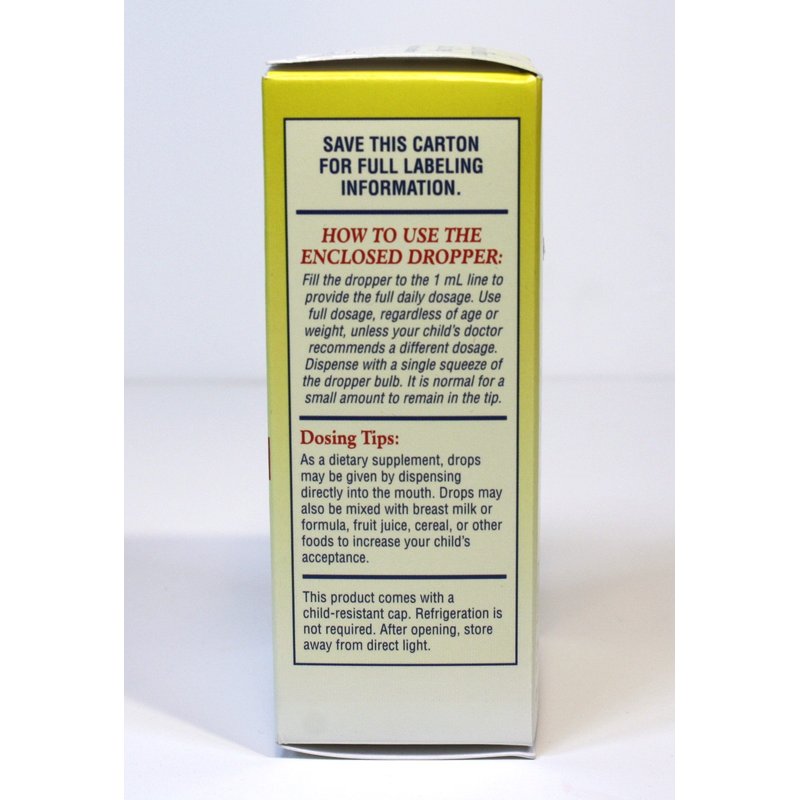 SAVE THIS CARTON
FOR FULL LABELING
INFORMATION.
HOW TO USE THE
ENCLOSED DROPPER:
Fill the dropper to the 1 mL line to
provide the full daily dosage. Use
full dosage, regardless of age or
weight, unless your child's doctor
recommends a different dosage.
Dispense with a single squeeze of
the dropper bulb. It is normal for a
small amount to remain in the tip.
Dosing Tips:
As a dietary supplement, drops
may be given by dispensing
directly into the mouth. Drops may
also be mixed with breast milk or
formula, fruit juice, cereal, or other
foods to increase your child's
acceptance.
This product comes with a
child-resistant cap. Refrigeration is
not required. After opening, store
away from direct light.